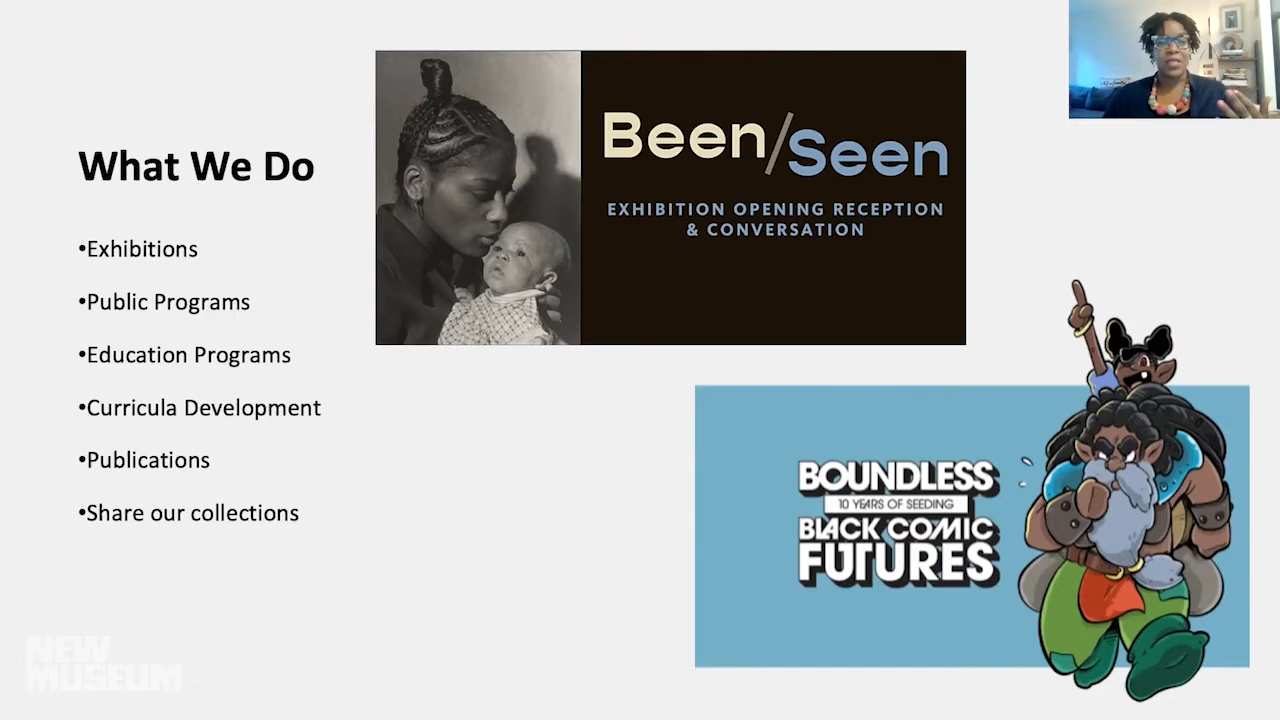 What We Do
•Exhibitions
•Public Programs
•Education Programs
•Curricula Development
•Publications
•Share our collections
Been/Seen
EXHIBITION OPENING RECEPTION
& CONVERSATION
BOUNDLESS
10 YEARS OF SEEDING
BLACK COMIC
FUTURES
NEW
MUSEUM